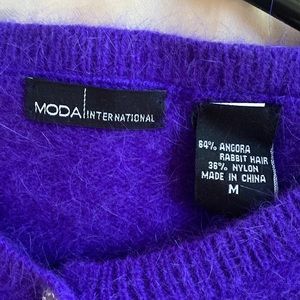 MODA INTERNATIONAL
64% ANGORA
RABBIT HAIR
36% NYLON
MADE IN CHINA
M